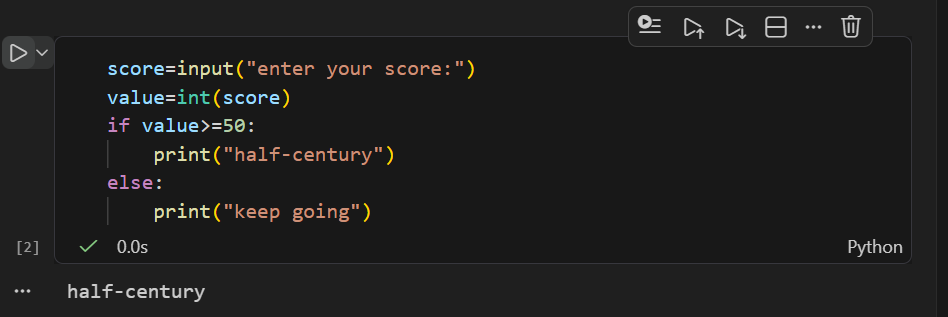 score=input("enter your score:")
value=int(score)
if value>=50:
    print("half-century")
else:
    print("keep going")
[2]
0.0s
Python
half-century